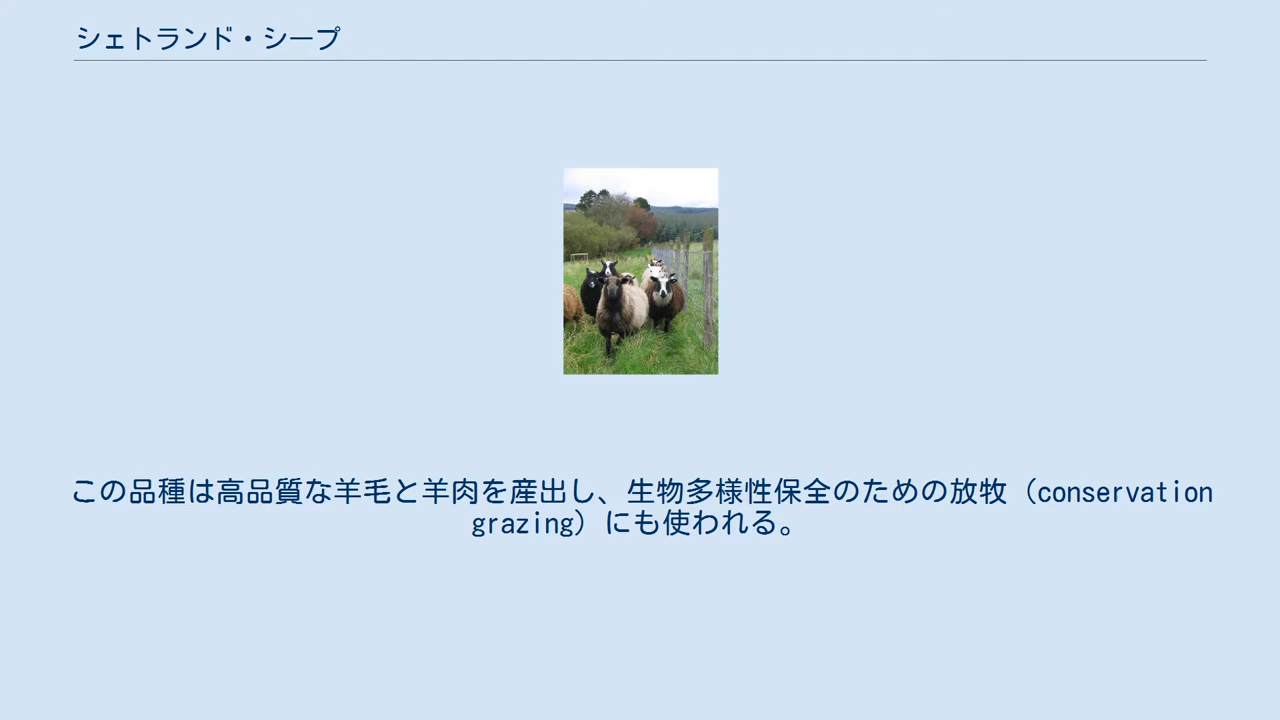 シェトランド・シープ
この品種は高品質な羊毛と羊肉を産出し、生物多様性保全のための放牧（conservation
grazing）にも使われる。